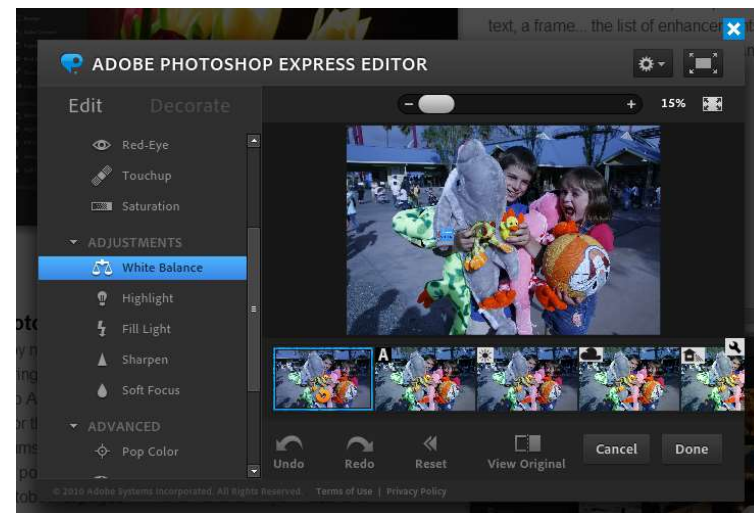 text, a frame... the list of enhancem
ADOBE PHOTOSHOP EXPRESS EDITOR
Edit Decorate
15%
Red-Eye
Touchup
Saturation
ADJUSTMENTS
White Balance
Highlight
Fill Light
Sharpen
Soft Focus
ADVANCED
Pop Color
A
Undo Redo Reset View Original Cancel Done
© 2010 Adobe Systems Incorporated. All Rights Reserved. Terms of Use | Privacy Policy